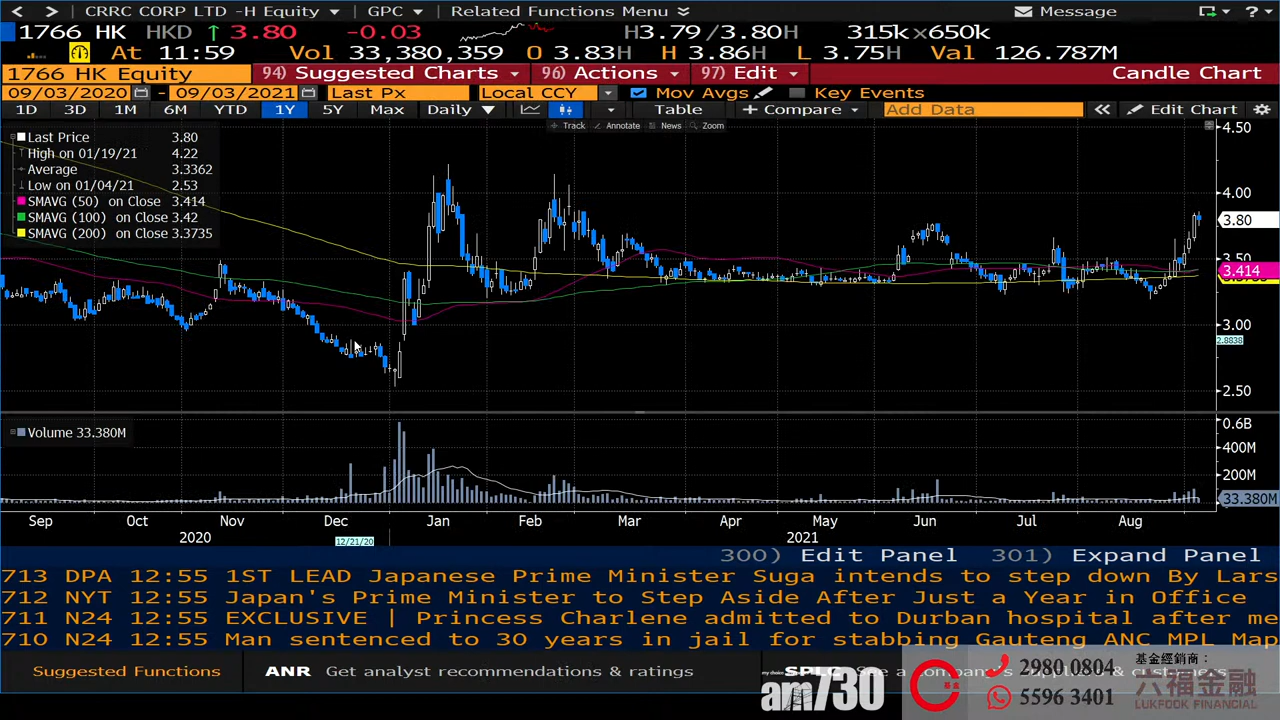 CRRC CORP LTD -H Equity GPC Related Functions Menu Message ?
1766 HK HKD ↑ 3.80 -0.03 H3.79 / 3.80H 315k x 650k
At 11:59 Vol 33,380,359 O 3.83H H 3.86H L 3.75H Val 126.787M
1766 HK Equity 94) Suggested Charts 96) Actions 97) Edit Candle Chart
09/03/2020 - 09/03/2021 Last Px Local CCY Mov Avgs Key Events
1D 3D 1M 6M YTD 1Y 5Y Max Daily Table + Compare Add Data « Edit Chart
Track Annotate News Zoom
4.50
Last Price 3.80
High on 01/19/21 4.22
Average 3.3362
Low on 01/04/21 2.53
SMAVG (50) on Close 3.414
SMAVG (100) on Close 3.42
SMAVG (200) on Close 3.3735
4.00
3.80
3.50
3.414
3.00
2.8838
2.50
Volume 33.380M
0.6B
400M
200M
33.380M
Sep Oct Nov Dec Jan Feb Mar Apr May Jun Jul Aug
2020 2021
12/21/20
300) Edit Panel 301) Expand Panel
713 DPA 12:55 1ST LEAD Japanese Prime Minister Suga intends to step down By Lars
712 NYT 12:55 Japan's Prime Minister to Step Aside After Just a Year in Office
711 N24 12:55 EXCLUSIVE | Princess Charlene admitted to Durban hospital after me
710 N24 12:55 Man sentenced to 30 years in jail for stabbing Gauteng ANC MPL Map
Suggested Functions ANR Get analyst recommendations & ratings SPLC See a company's suppliers & customers
my choice am730
基金
2980 0804
5596 3401
基金經銷商：
六福金融
LUKFOOK FINANCIAL